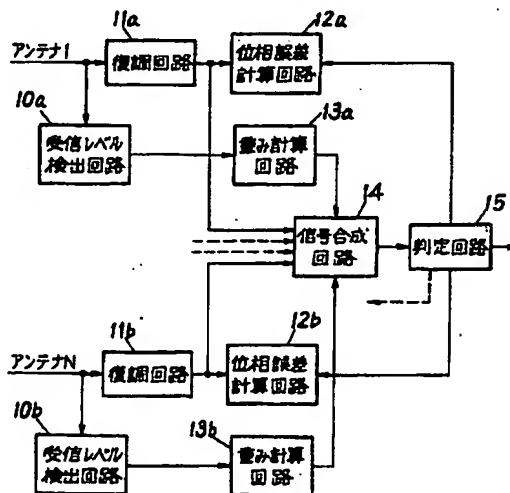 11a
12a
アンテナ1
復調回路
位相誤差
計算回路
10a
13a
受信レベル
検出回路
重み計算
回路
14
15
信号合成
回路
判定回路
11b
12b
アンテナN
復調回路
位相誤差
計算回路
10b
13b
受信レベル
検出回路
重み計算
回路